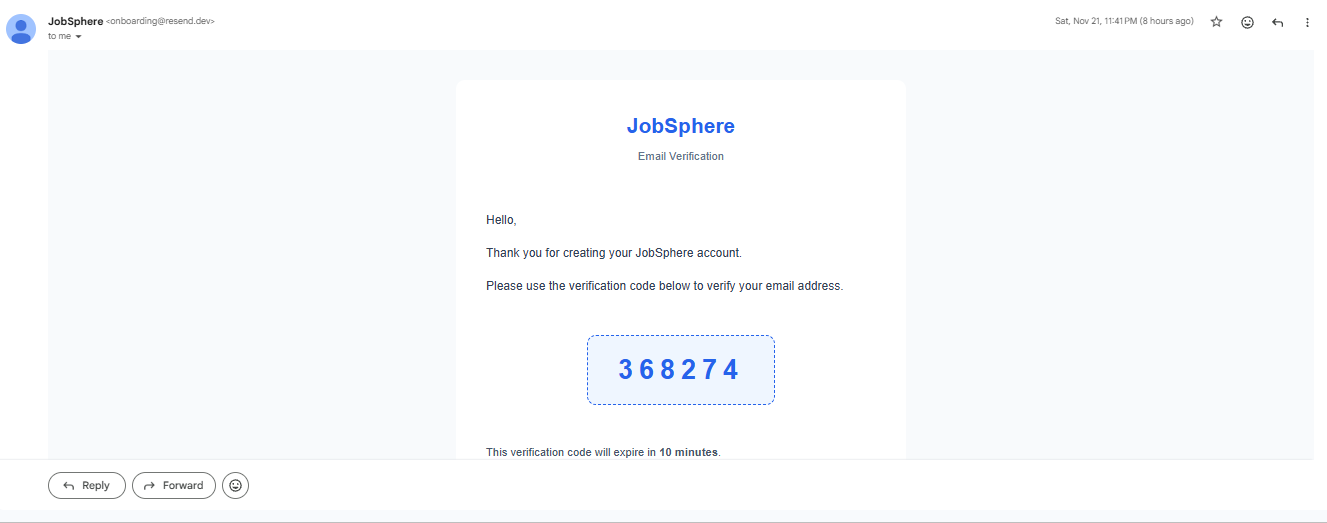 JobSphere <onboarding@resend.dev>
Sat, Nov 21, 11:41 PM (8 hours ago)
to me
JobSphere
Email Verification
Hello,
Thank you for creating your JobSphere account.
Please use the verification code below to verify your email address.
368274
This verification code will expire in 10 minutes.
Reply
Forward